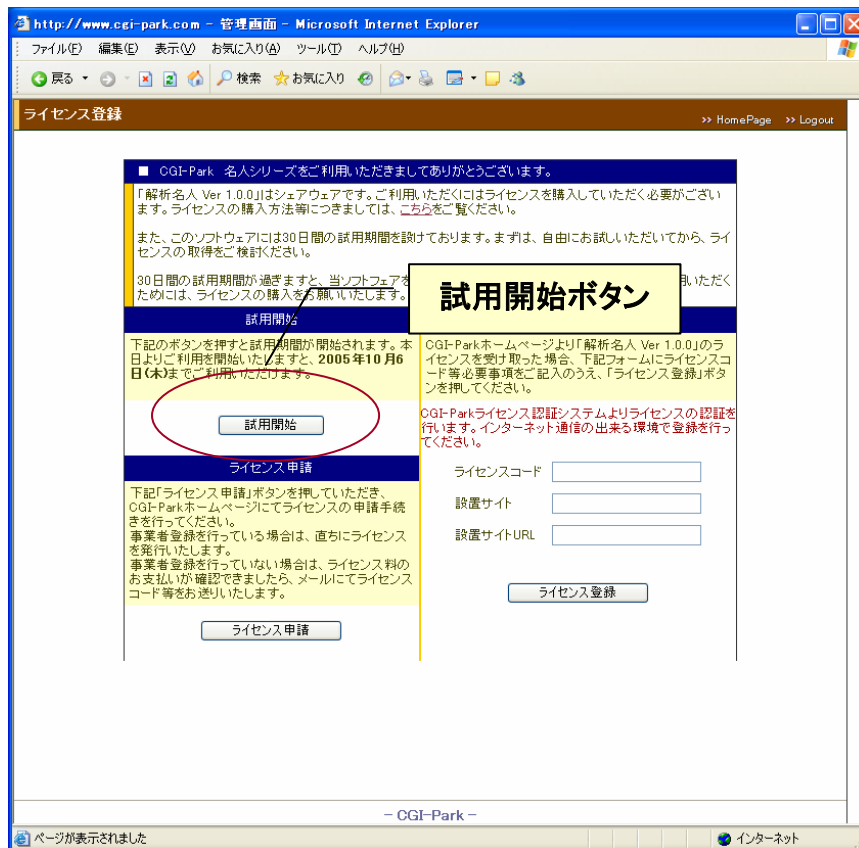 http://www.cgi-park.com - 管理画面 - Microsoft Internet Explorer
ファイル(F) 編集(E) 表示(V) お気に入り(A) ツール(T) ヘルプ(H)
戻る 検索 お気に入り
ライセンス登録
>> HomePage >> Logout
■ CGI-Park 名人シリーズをご利用いただきましてありがとうございます。
「解析名人 Ver 1.0.0」はシェアウェアです。ご利用いただくにはライセンスを購入していただく必要がござい
ます。ライセンスの購入方法等につきましては、こちらをご覧ください。
また、このソフトウェアには30日間の試用期間を設けております。まずは、自由にお試しいただいてから、ライ
センスの取得をご検討ください。
30日間の試用期間が過ぎますと、当ソフトウェアを
用いただく
ためには、ライセンスの購入をお願いいたします。
試用開始ボタン
試用開始
下記のボタンを押すと試用期間が開始されます。本
日よりご利用を開始いたしますと、2005年10月6
日(木)までご利用いただけます。
試用開始
ライセンス申請
下記「ライセンス申請」ボタンを押していただき、
CGI-Parkホームページにてライセンスの申請手続
きを行ってください。
事業者登録を行っている場合は、直ちにライセンス
を発行いたします。
事業者登録を行っていない場合は、ライセンス料の
お支払いが確認できましたら、メールにてライセンス
コード等をお送りいたします。
ライセンス申請
CGI-Parkホームページより「解析名人 Ver 1.0.0」のラ
イセンスを受け取った場合、下記フォームにライセンスコ
ード等必要事項をご記入のうえ、「ライセンス登録」ボタ
ンを押してください。
CGI-Parkライセンス認証システムよりライセンスの認証を
行います。インターネット通信の出来る環境で登録を行っ
てください。
ライセンスコード
設置サイト
設置サイトURL
ライセンス登録
- CGI-Park -
ページが表示されました
インターネット